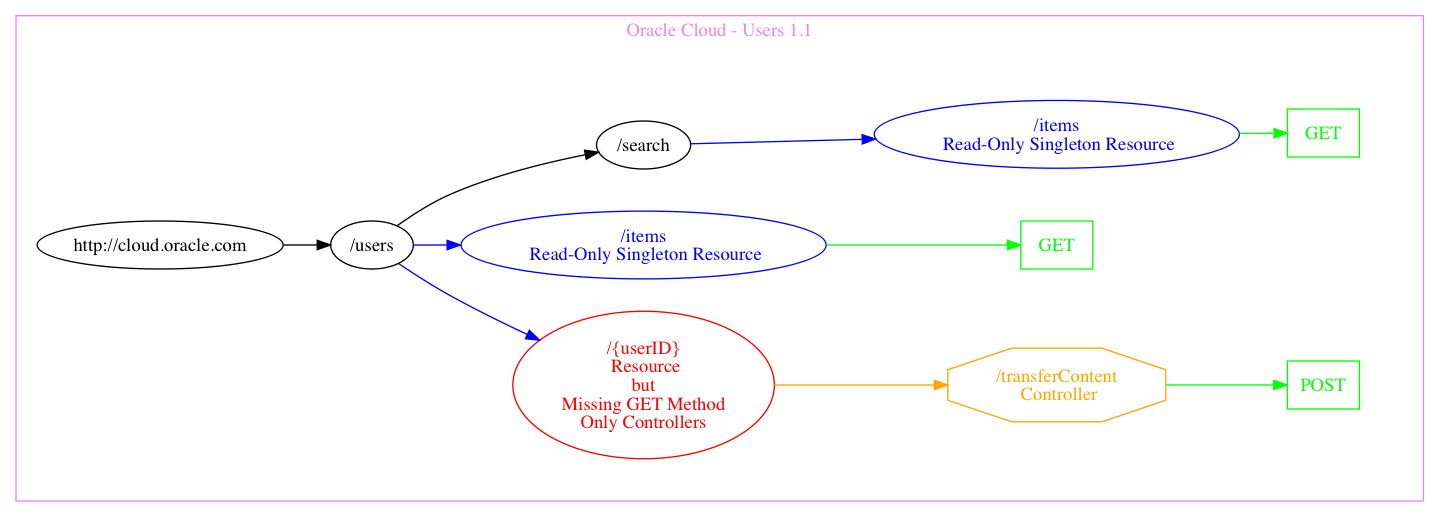 Oracle Cloud - Users 1.1
/items
Read-Only Singleton Resource
GET
/search
http://cloud.oracle.com
/users
/items
Read-Only Singleton Resource
GET
/{userID}
Resource
but
Missing GET Method
Only Controllers
/transferContent
Controller
POST